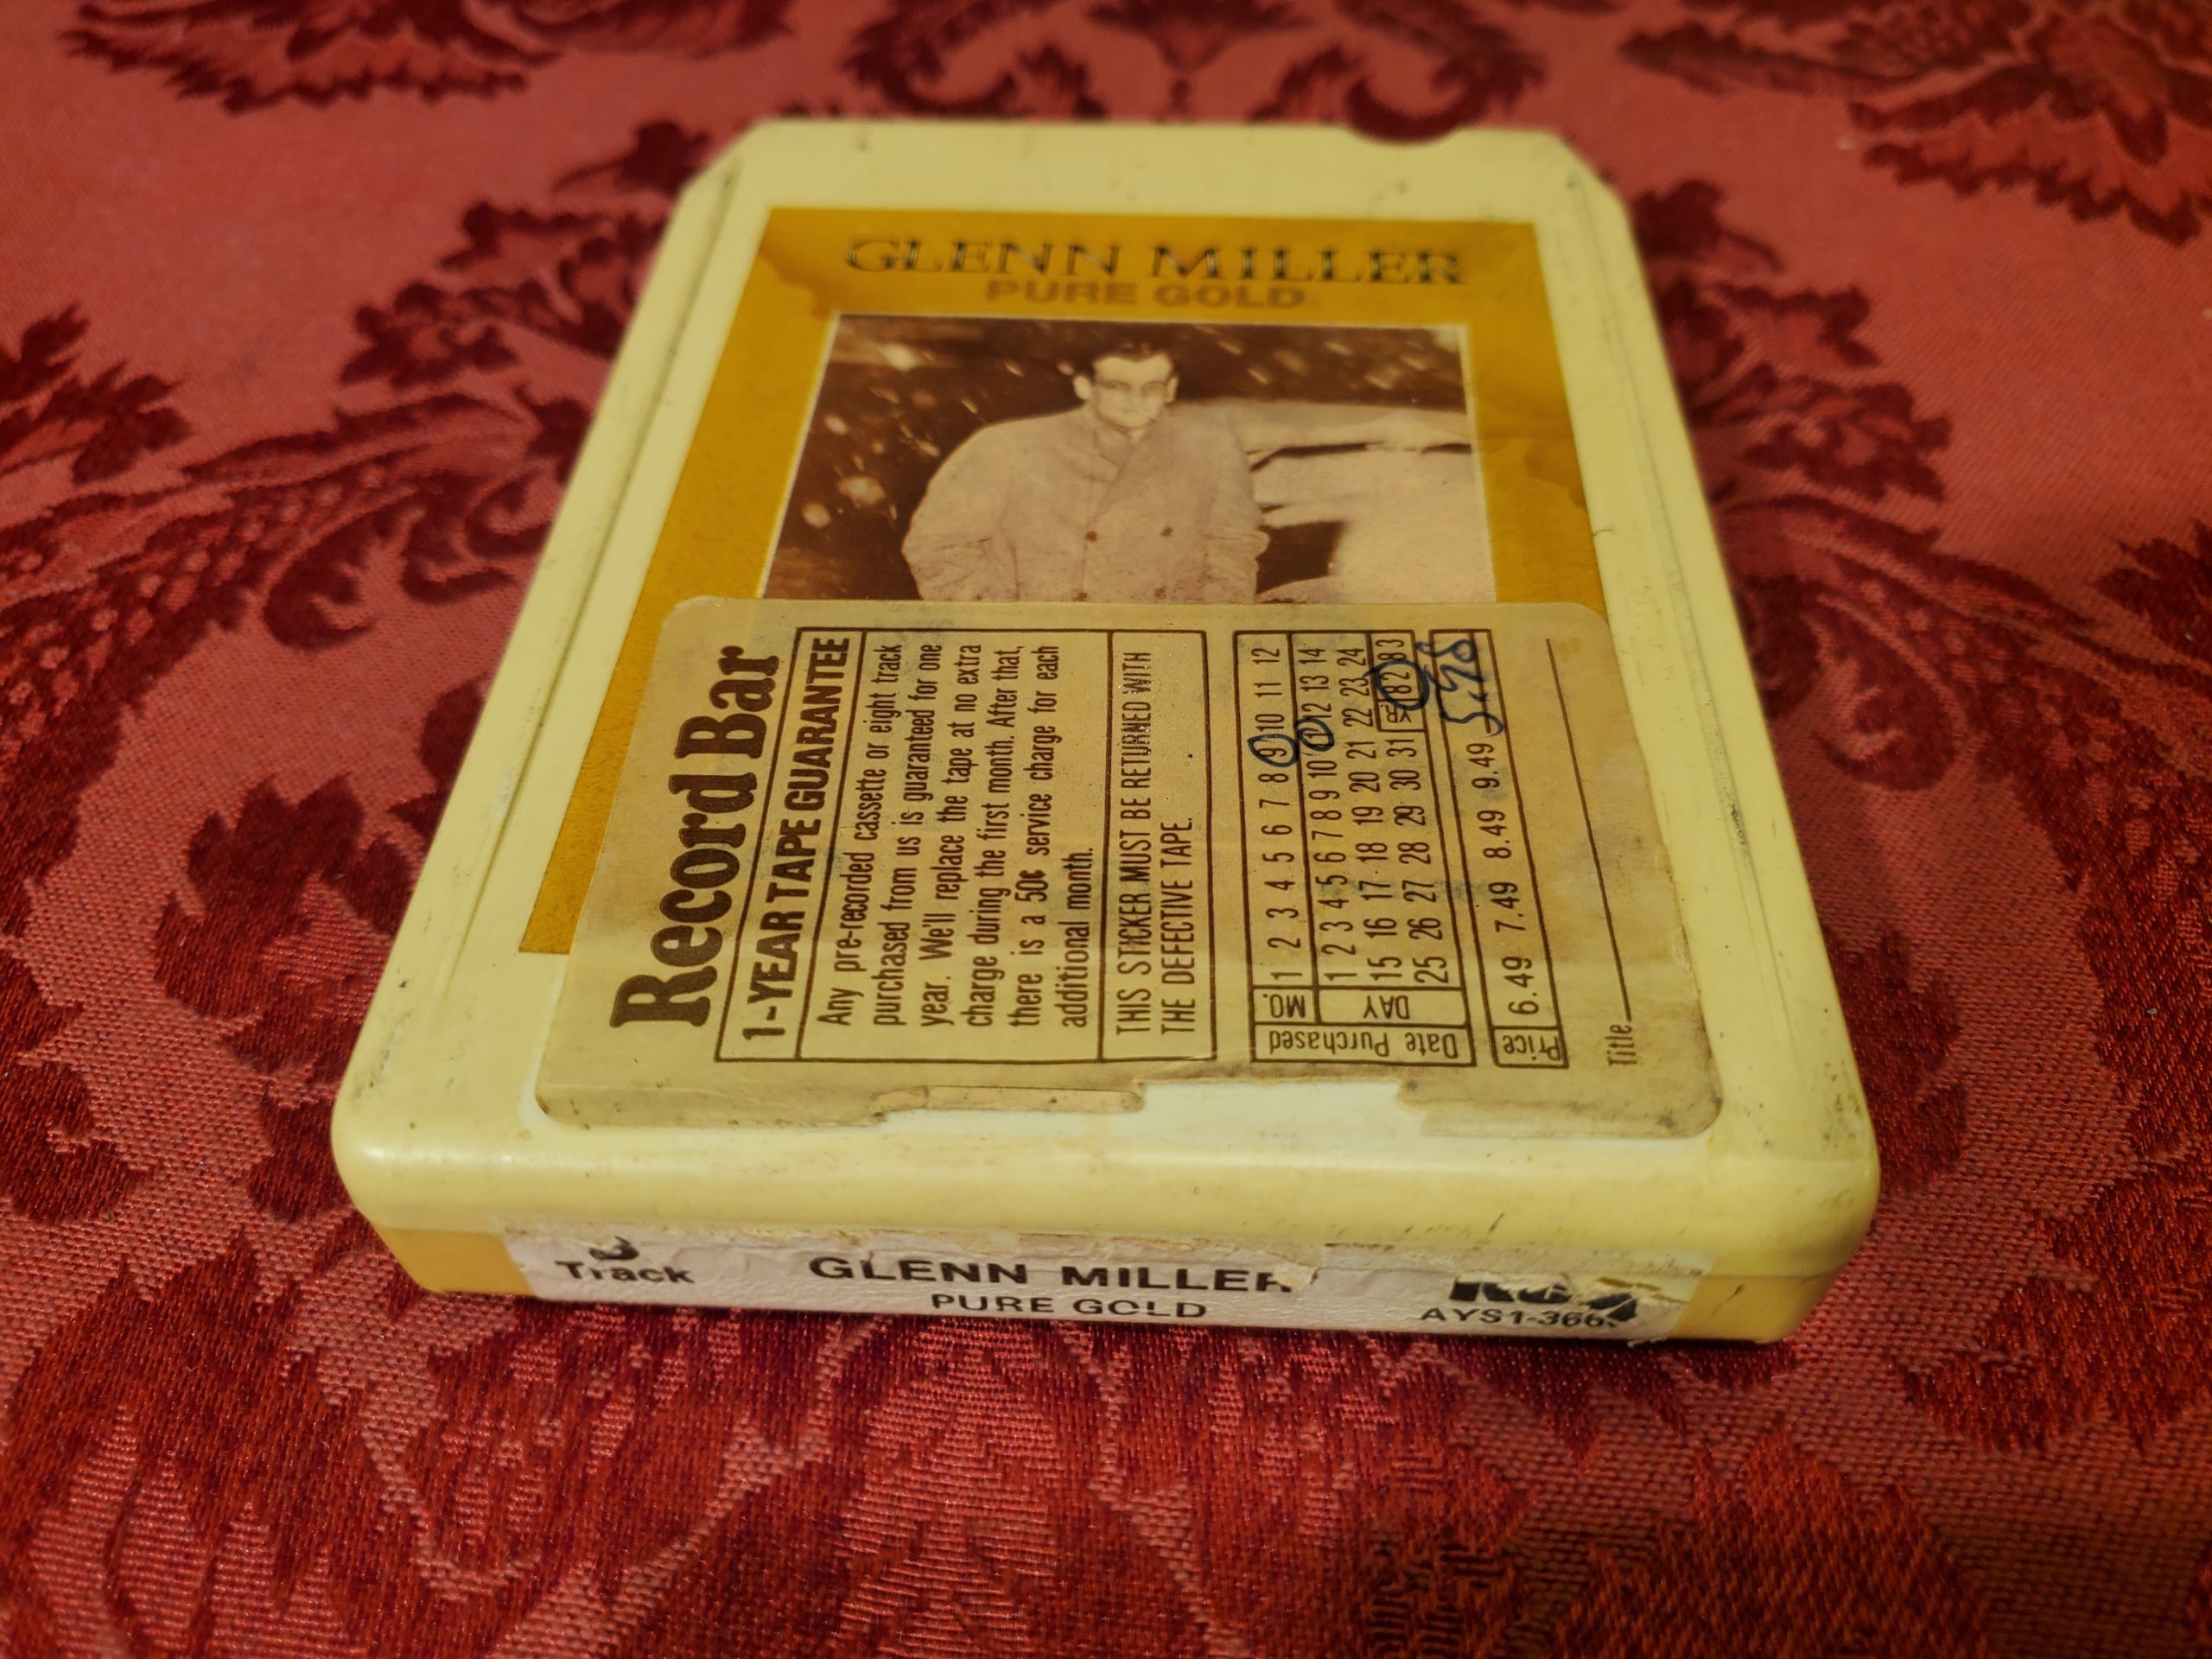 GLENN MILLER
PURE GOLD
Record Bar
1-YEAR TAPE GUARANTEE
Any pre-recorded cassette or eight track
purchased from us is guaranteed for one
year. We'll replace the tape at no extra
charge during the first month. After that,
there is a 50¢ service charge for each
additional month.
THIS STICKER MUST BE RETURNED WITH
THE DEFECTIVE TAPE.
Date Purchased
MO. 1 2 3 4 5 6 7 8 9 10 11 12
DAY 1 2 3 4 5 6 7 8 9 10 12 13 14
15 16 17 18 19 20 21 22 23 24
25 26 27 28 29 30 31 82 83
Price 6.49 7.49 8.49 9.49 5.98
Title
Track
GLENN MILLER
PURE GOLD